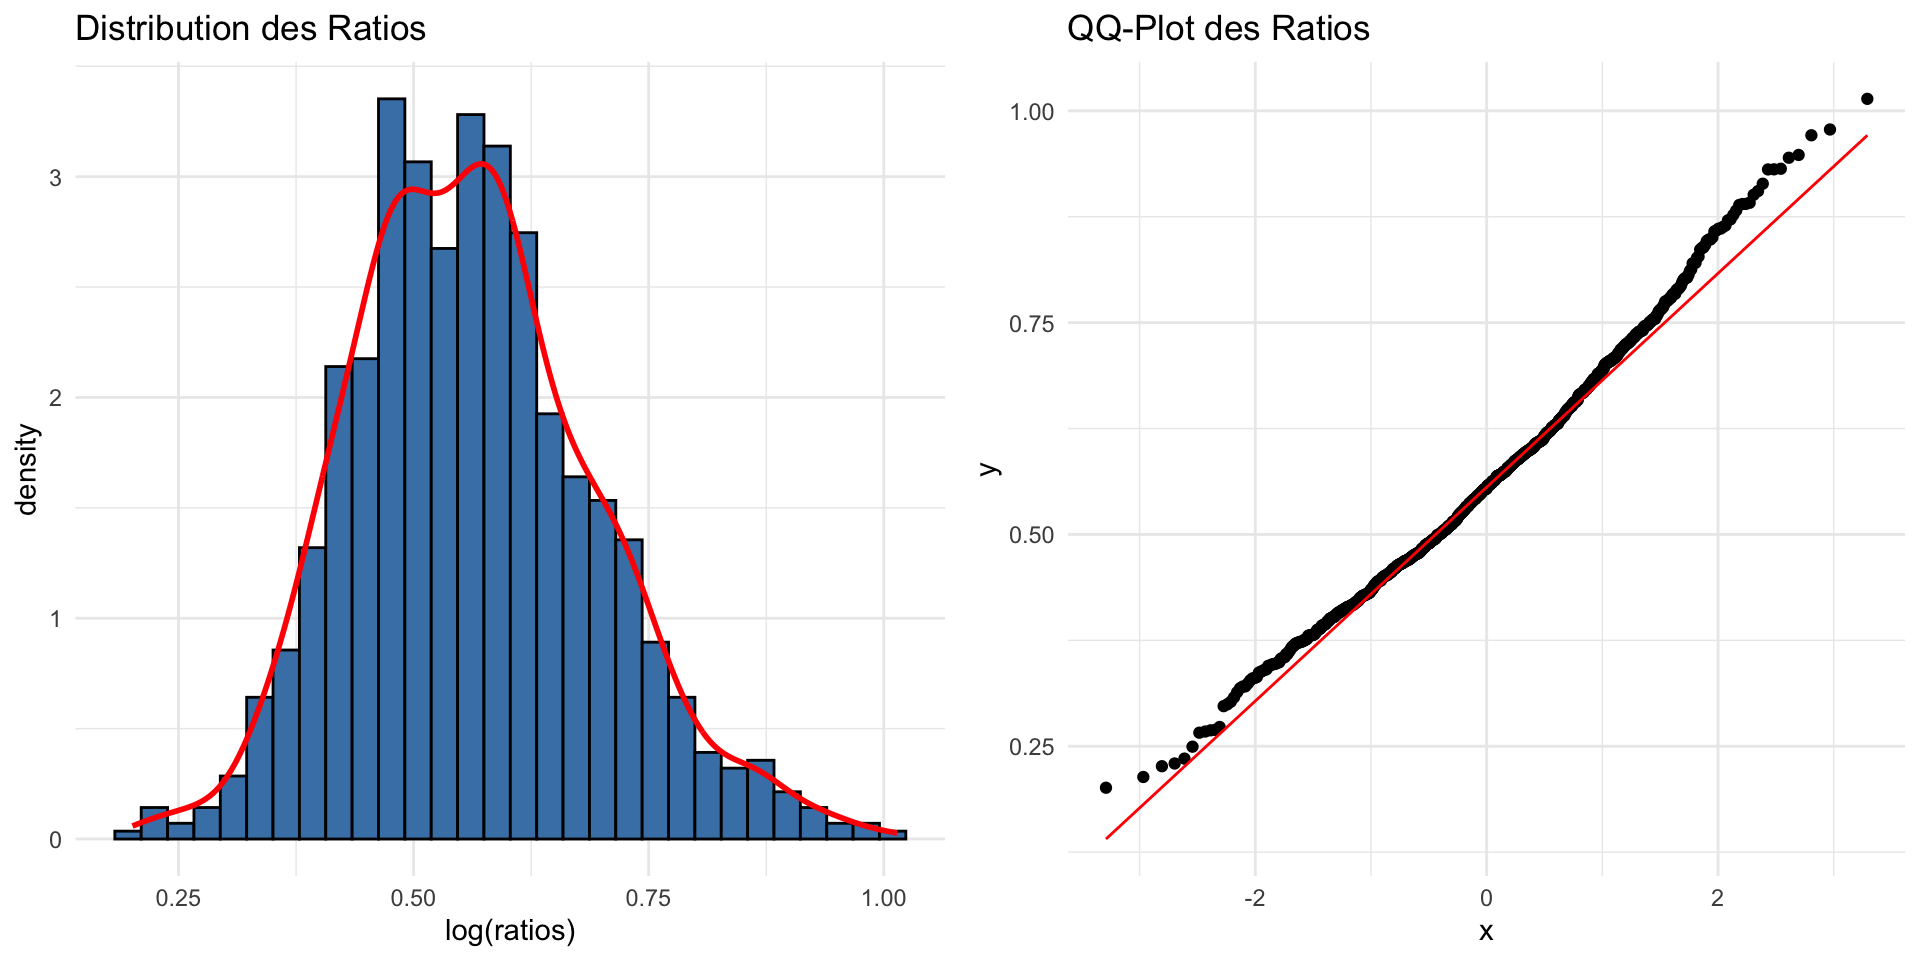 Distribution des Ratios
density
3
2
1
0
0.25 0.50 0.75 1.00
log(ratios)
QQ-Plot des Ratios
y
1.00
0.75
0.50
0.25
-2 0 2
x